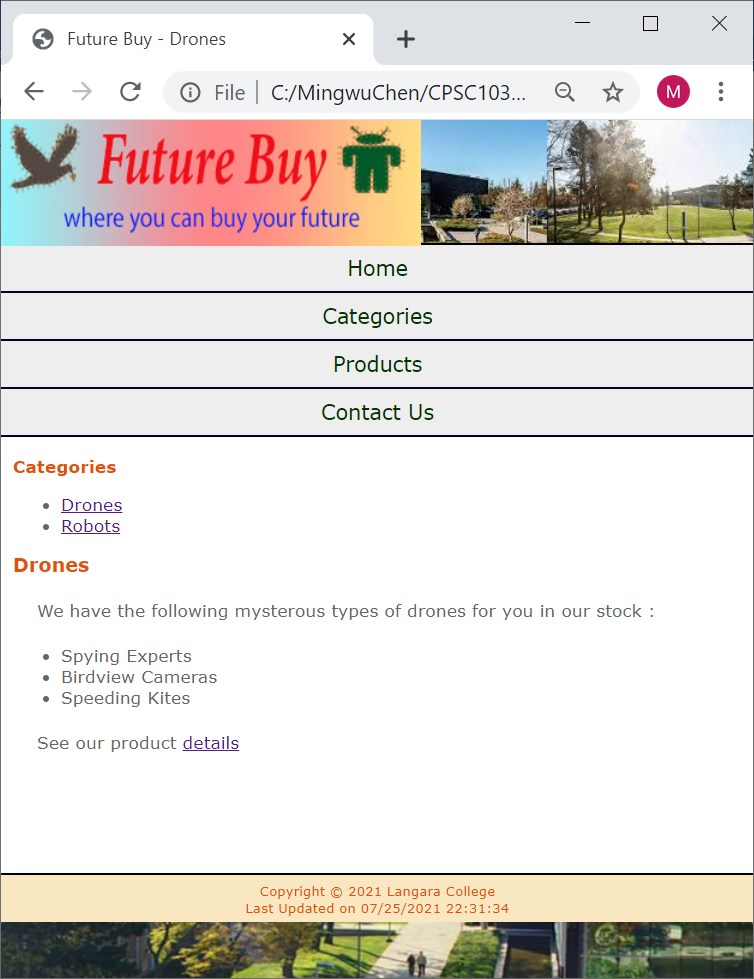 Future Buy - Drones
File | C:/MingwuChen/CPSC103...
M
Future Buy
where you can buy your future
Home
Categories
Products
Contact Us
Categories
• Drones
• Robots
Drones
We have the following mysterous types of drones for you in our stock :
• Spying Experts
• Birdview Cameras
• Speeding Kites
See our product details
Copyright © 2021 Langara College
Last Updated on 07/25/2021 22:31:34